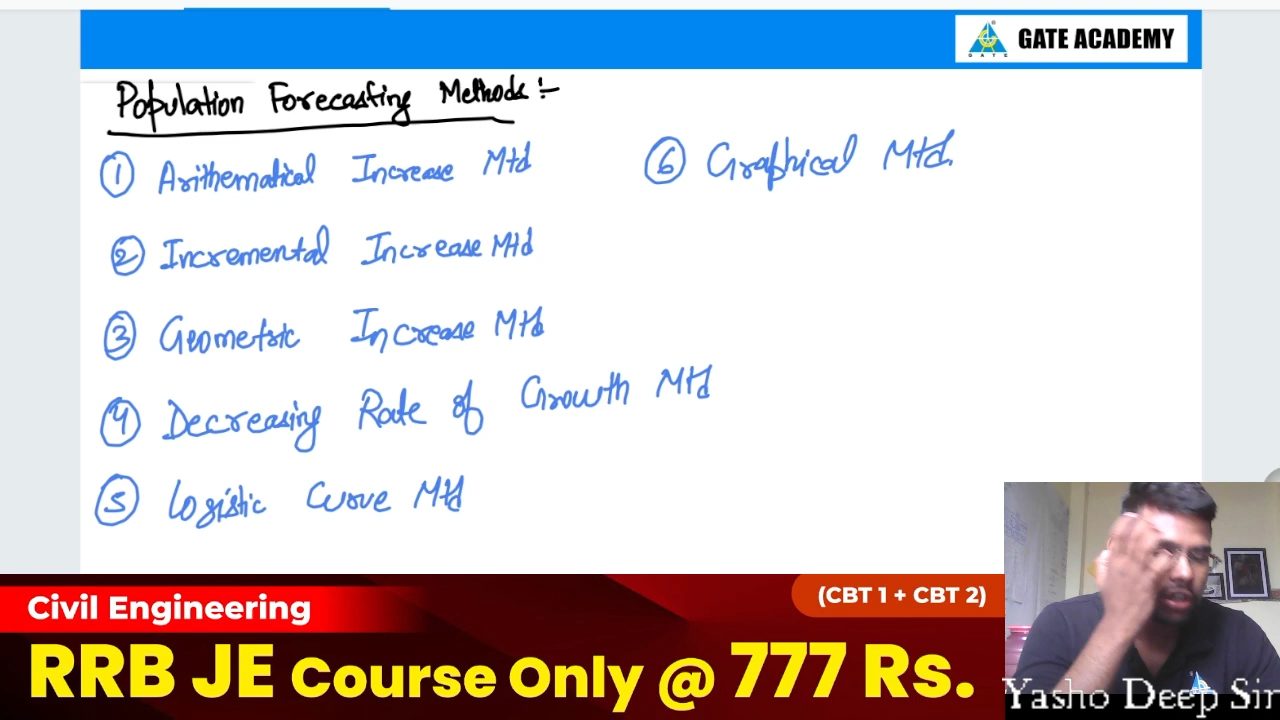 GATE ACADEMY
GATE
Population Forecasting Methods :-
① Arithematical Increase Mtd
② Incremental Increase Mtd
③ Geometric Increase Mtd
④ Decreasing Rate of Growth Mtd
⑤ Logistic Curve Mtd
⑥ Graphical Mtd.
Civil Engineering
(CBT 1 + CBT 2)
RRB JE Course Only @ 777 Rs.
Yasho Deep Sir